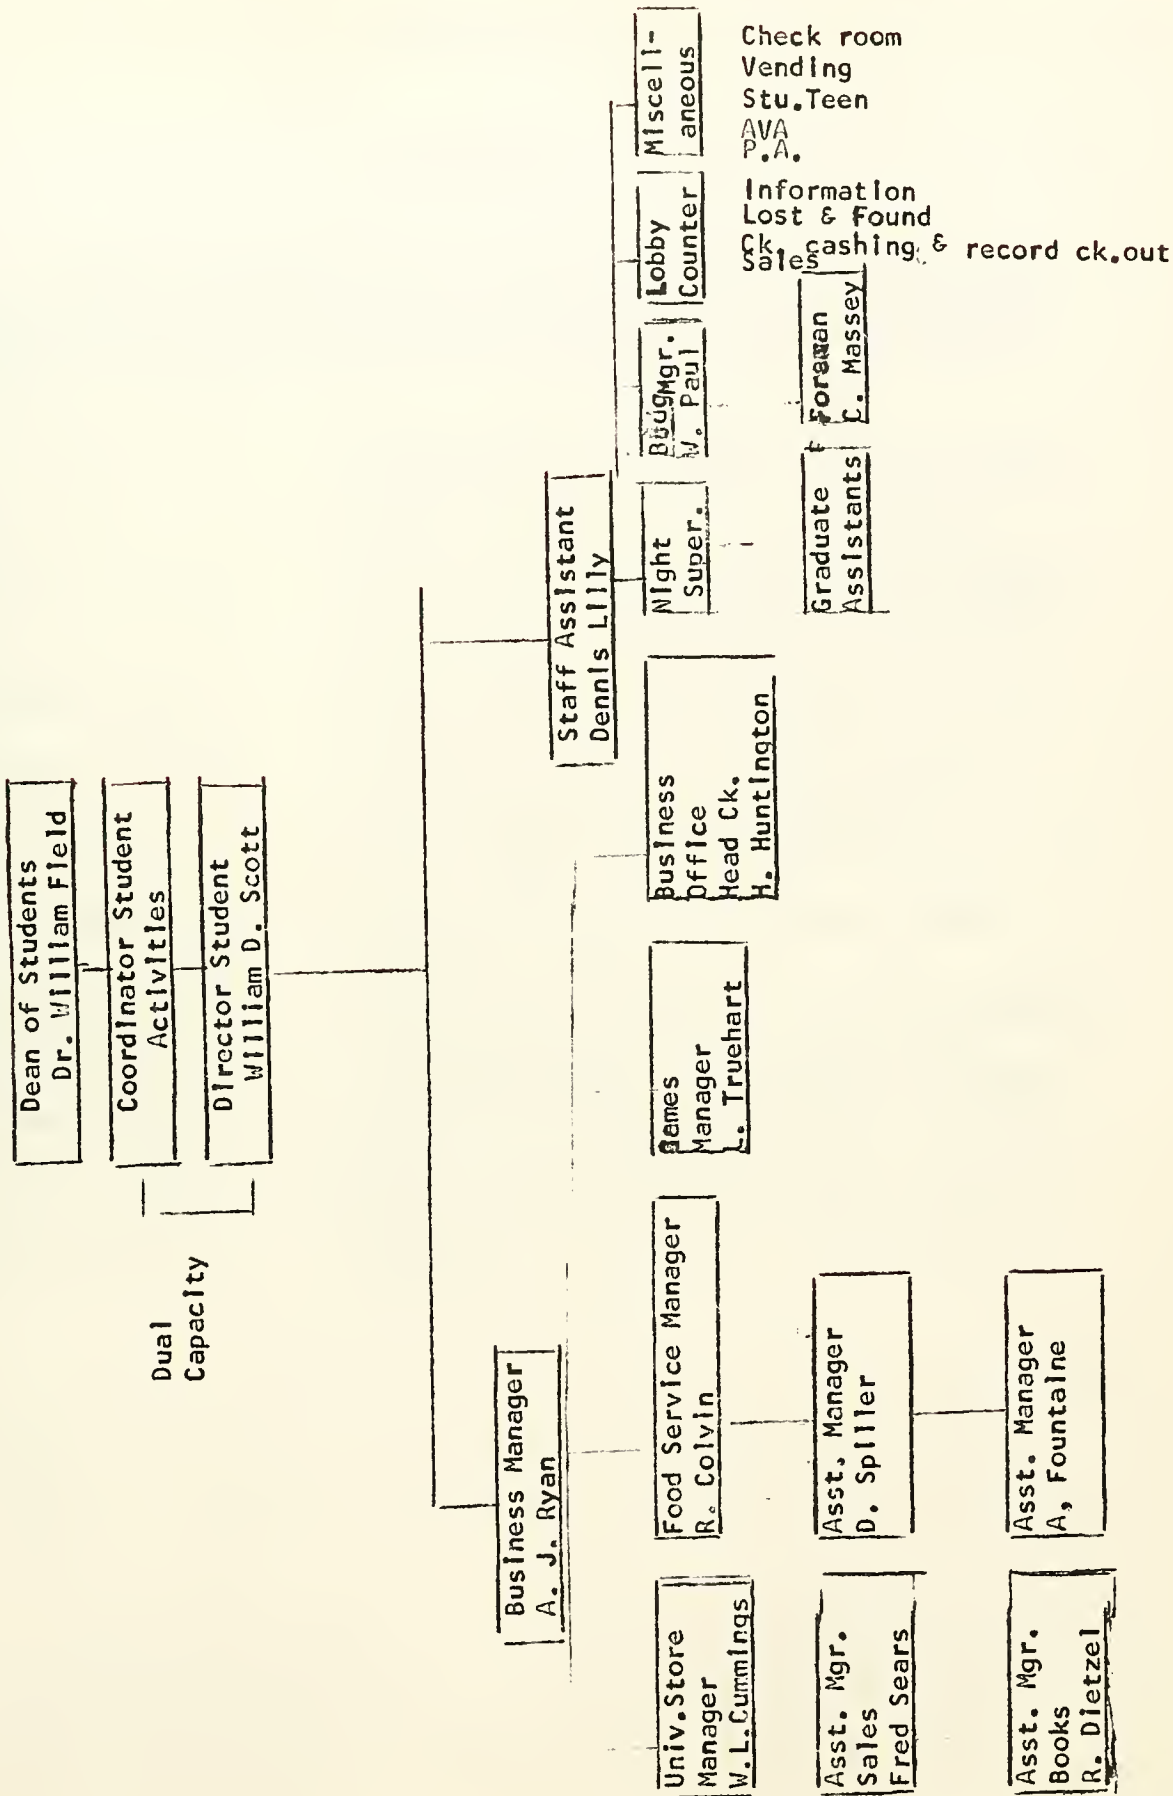 Dean of Students
Dr. William Field
Coordinator Student
Activities
Director Student
William D. Scott
Dual
Capacity
Business Manager
A. J. Ryan
Staff Assistant
Dennis Lilly
Univ.Store
Manager
W.L.Cummings
Food Service Manager
R. Colvin
Games
Manager
L. Truehart
Business
Office
Head Ck.
H. Huntington
Night
Super.
Mgr.
W. Paul
Lobby
Counter
Miscell-
aneous
Check room
Vending
Stu.Teen
AVA
P.A.
Information
Lost & Found
Ck. cashing & record ck.out
Sales
Asst. Mgr.
Sales
Fred Sears
Asst. Manager
D. Spiller
Graduate
Assistants
Foreman
C. Massey
Asst. Mgr.
Books
R. Dietzel
Asst. Manager
A, Fountaine